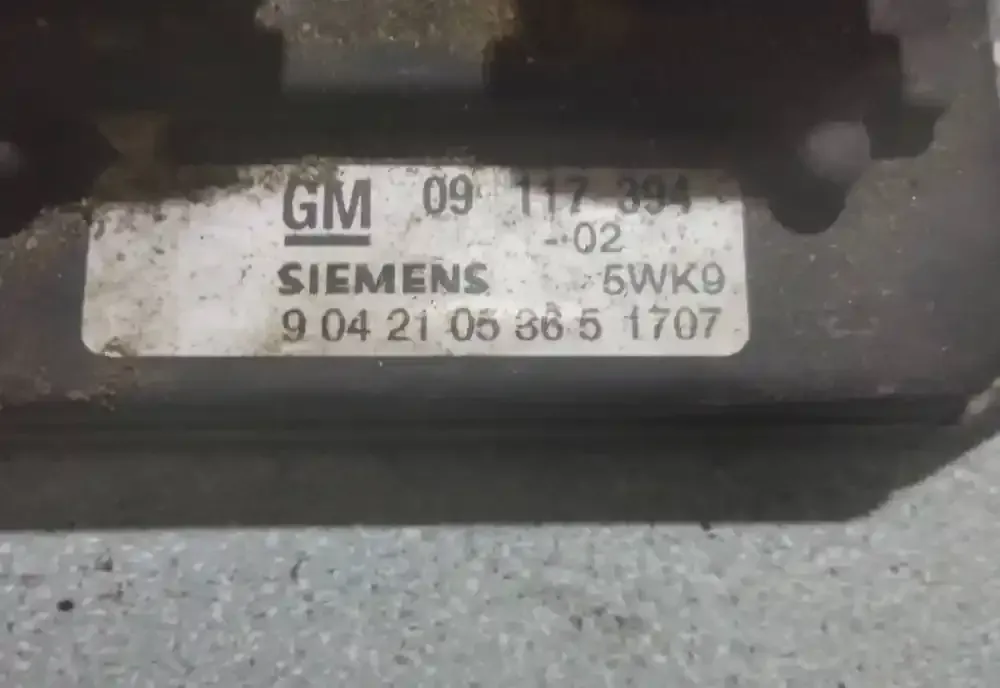 GM 09 117 394
-02
SIEMENS 5WK9
9 04 21 05 36 5 1707